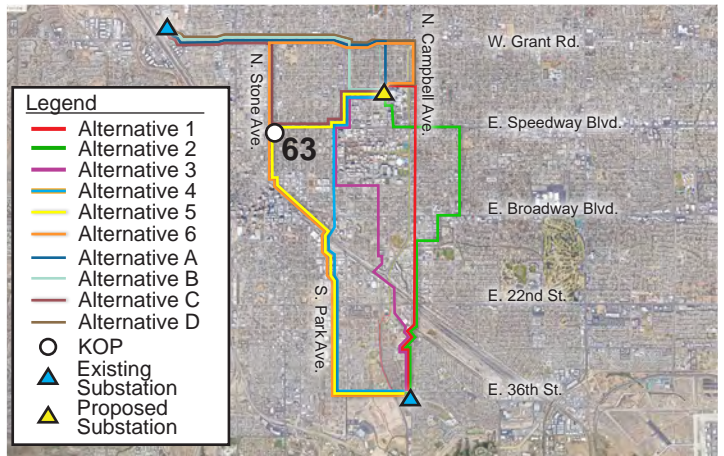 W. Grant Rd.
N. Campbell Ave.
N. Stone Ave.
Legend
Alternative 1
Alternative 2
Alternative 3
Alternative 4
Alternative 5
Alternative 6
Alternative A
Alternative B
Alternative C
Alternative D
KOP
Existing
Substation
Proposed
Substation
63
E. Speedway Blvd.
E. Broadway Blvd.
E. 22nd St.
S. Park Ave.
E. 36th St.